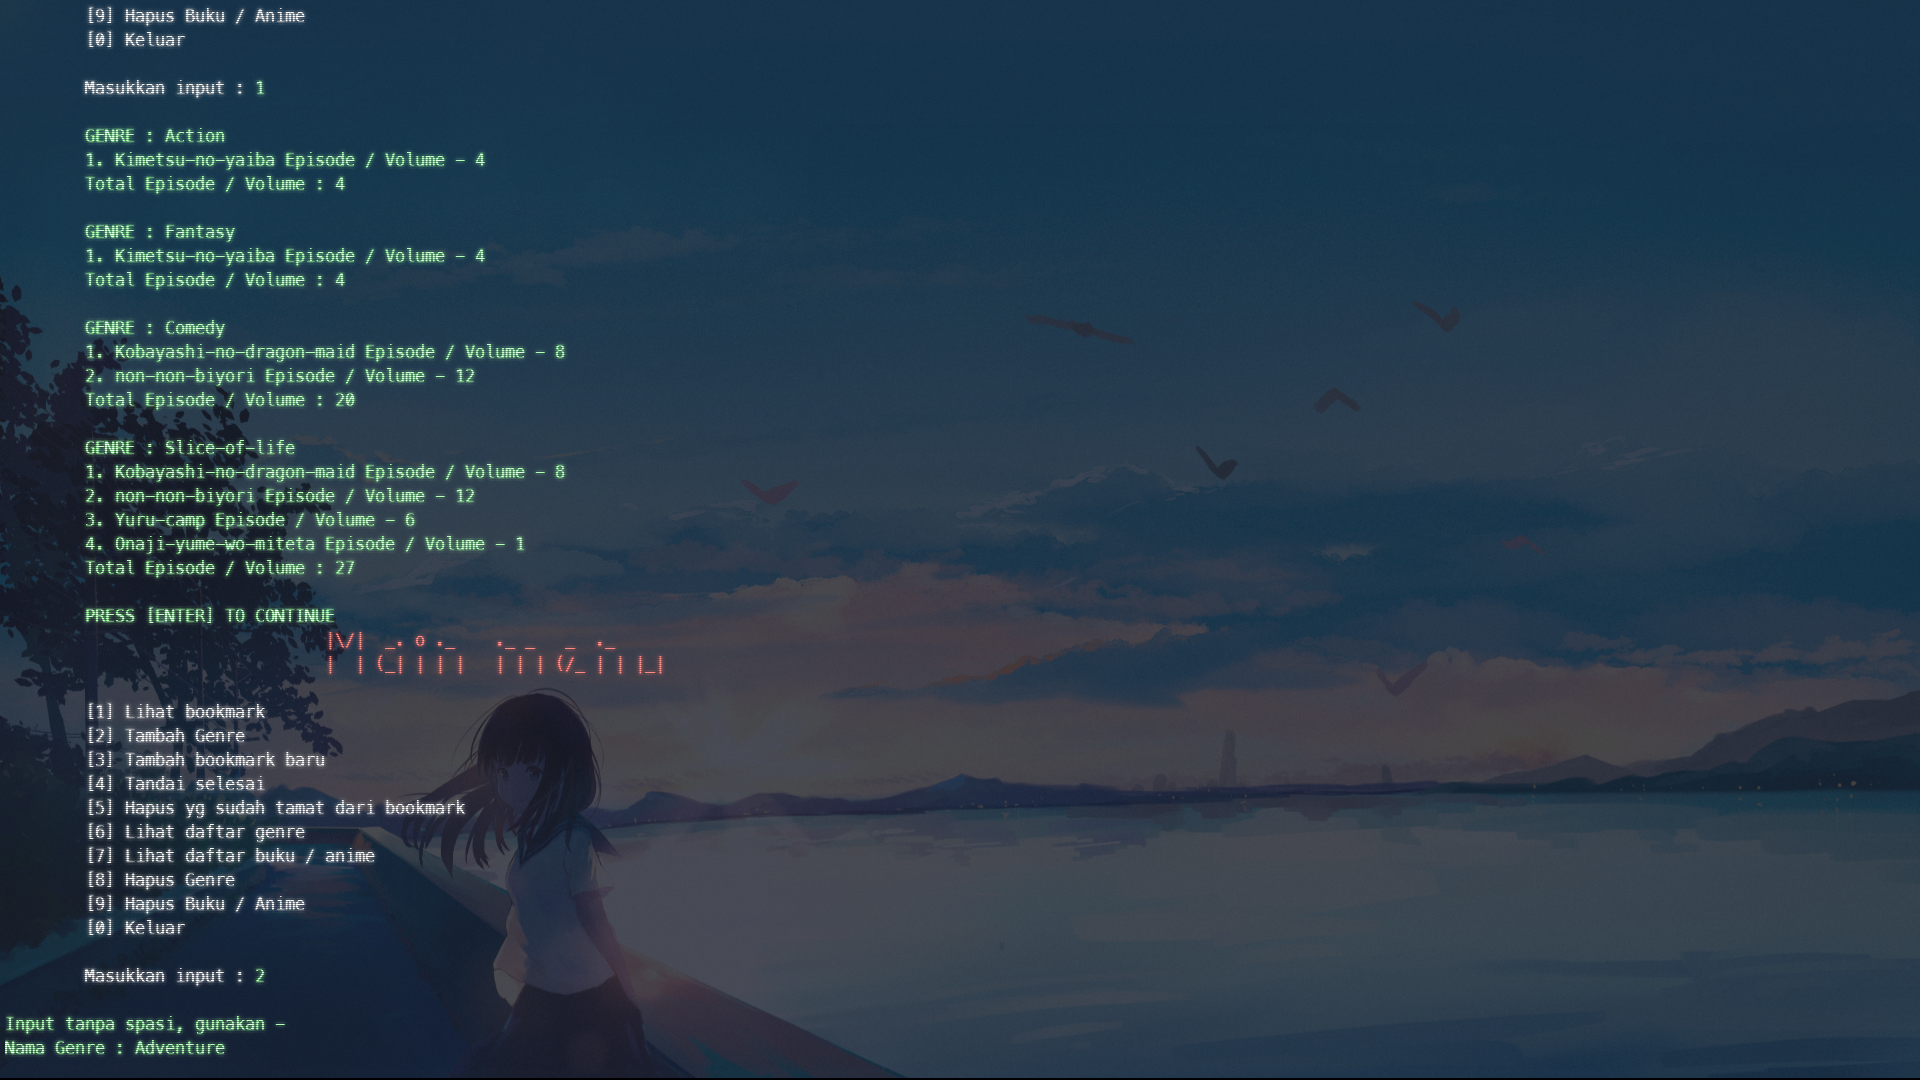 [9] Hapus Buku / Anime
[0] Keluar
Masukkan input : 1
GENRE : Action
1. Kimetsu-no-yaiba Episode / Volume - 4
Total Episode / Volume : 4
GENRE : Fantasy
1. Kimetsu-no-yaiba Episode / Volume - 4
Total Episode / Volume : 4
GENRE : Comedy
1. Kobayashi-no-dragon-maid Episode / Volume - 8
2. non-non-biyori Episode / Volume - 12
Total Episode / Volume : 20
GENRE : Slice-of-life
1. Kobayashi-no-dragon-maid Episode / Volume - 8
2. non-non-biyori Episode / Volume - 12
3. Yuru-camp Episode / Volume - 6
4. Onaji-yume-wo-miteta Episode / Volume - 1
Total Episode / Volume : 27
PRESS [ENTER] TO CONTINUE
Main menu
[1] Lihat bookmark
[2] Tambah Genre
[3] Tambah bookmark baru
[4] Tandai selesai
[5] Hapus yg sudah tamat dari bookmark
[6] Lihat daftar genre
[7] Lihat daftar buku / anime
[8] Hapus Genre
[9] Hapus Buku / Anime
[0] Keluar
Masukkan input : 2
Input tanpa spasi, gunakan -
Nama Genre : Adventure